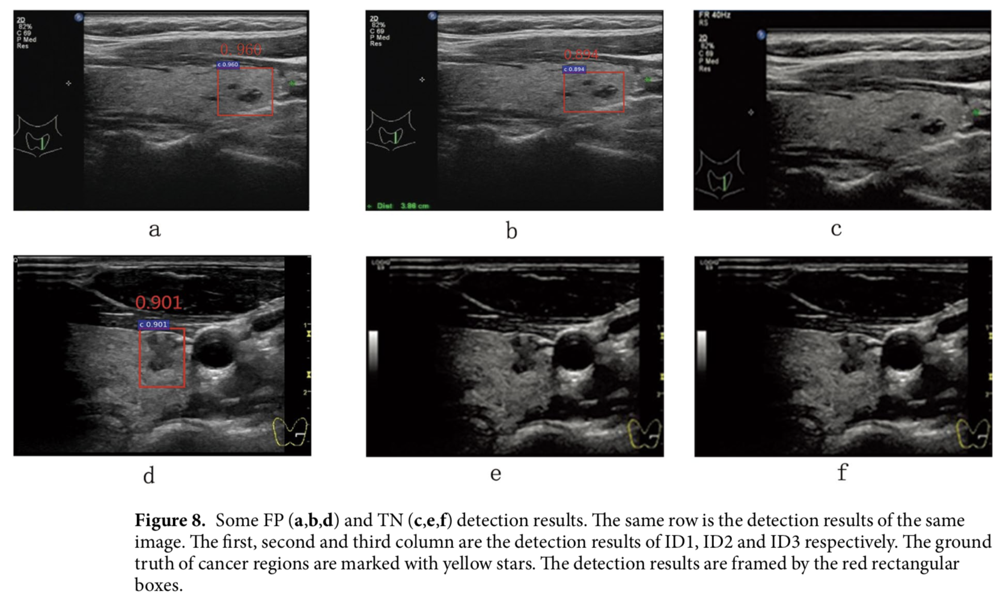 2D
82%
C 69
P Med
Res
0.960
c 0.960
a
2D
82%
C 69
P Med
Res
0.894
c 0.894
Dist 3.86 cm
b
FR 40Hz
RS
2D
82%
C 69
P Med
Res
c
0.901
c 0.901
1
2
d
e
f
Figure 8. Some FP (a,b,d) and TN (c,e,f) detection results. The same row is the detection results of the same
image. The first, second and third column are the detection results of ID1, ID2 and ID3 respectively. The ground
truth of cancer regions are marked with yellow stars. The detection results are framed by the red rectangular
boxes.